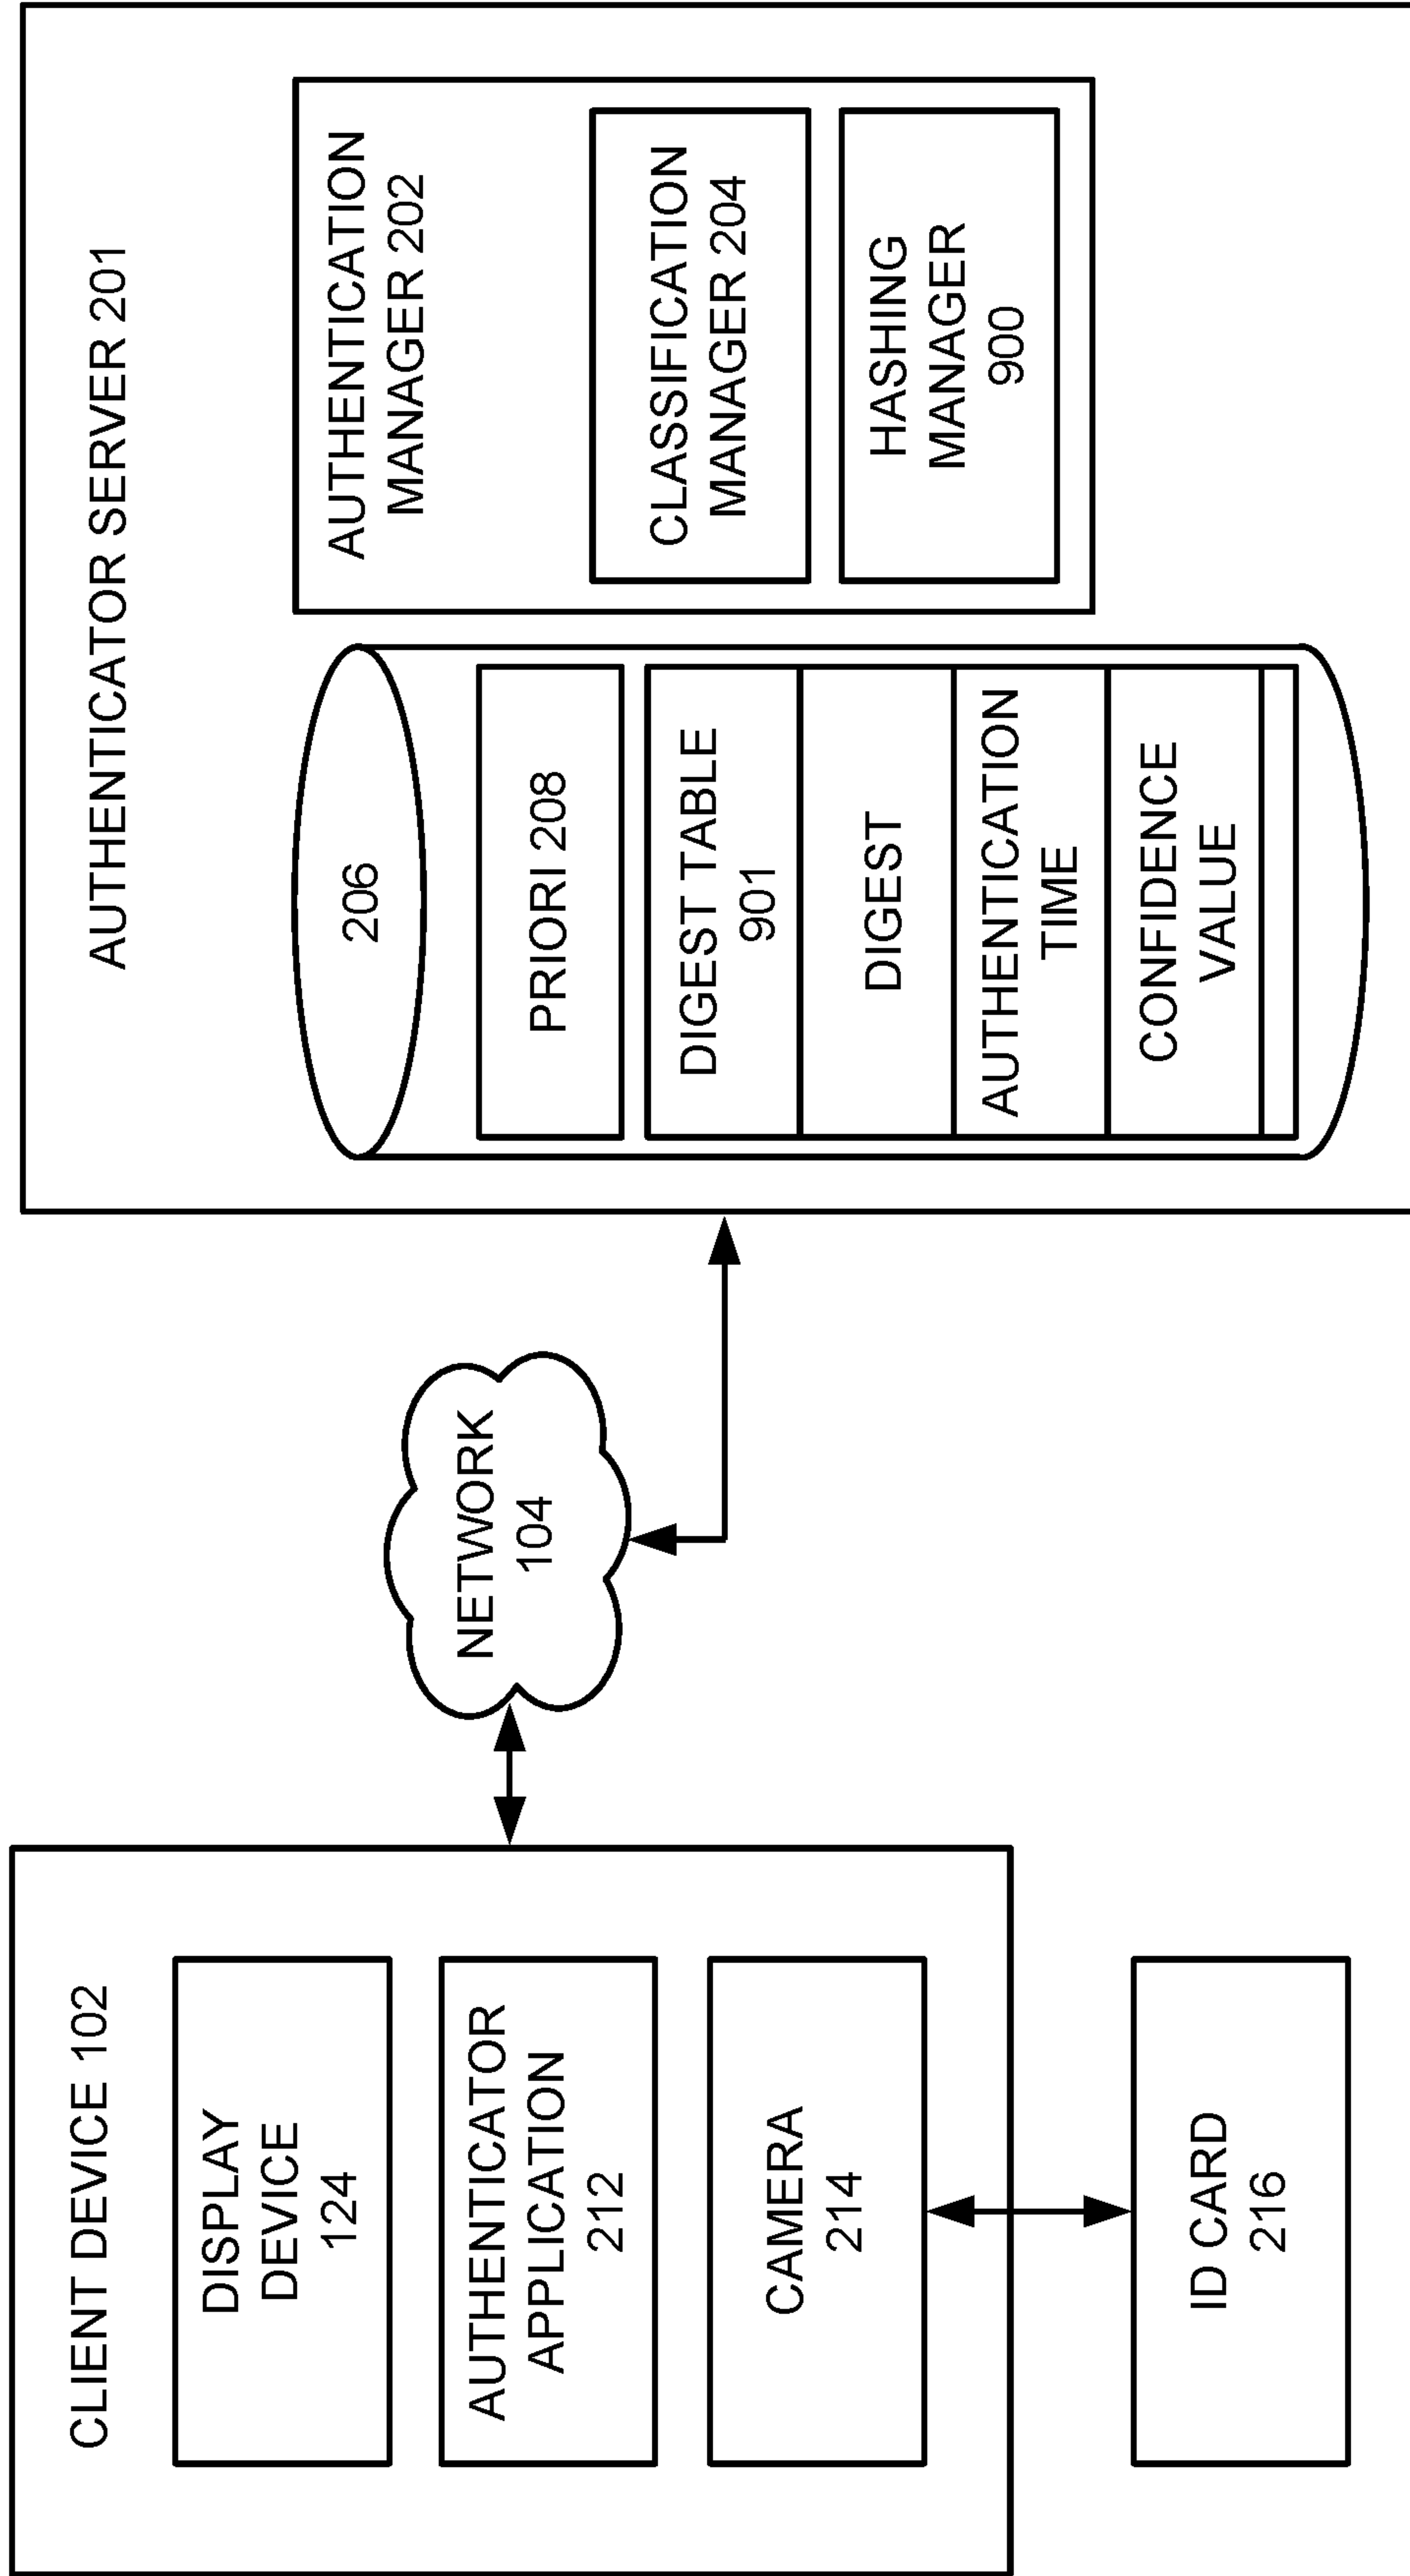 CLIENT DEVICE 102
DISPLAY
DEVICE
124
AUTHENTICATOR
APPLICATION
212
CAMERA
214
ID CARD
216
NETWORK
104
AUTHENTICATOR SERVER 201
206
PRIORI 208
DIGEST TABLE
901
DIGEST
AUTHENTICATION
TIME
CONFIDENCE
VALUE
AUTHENTICATION
MANAGER 202
CLASSIFICATION
MANAGER 204
HASHING
MANAGER
900